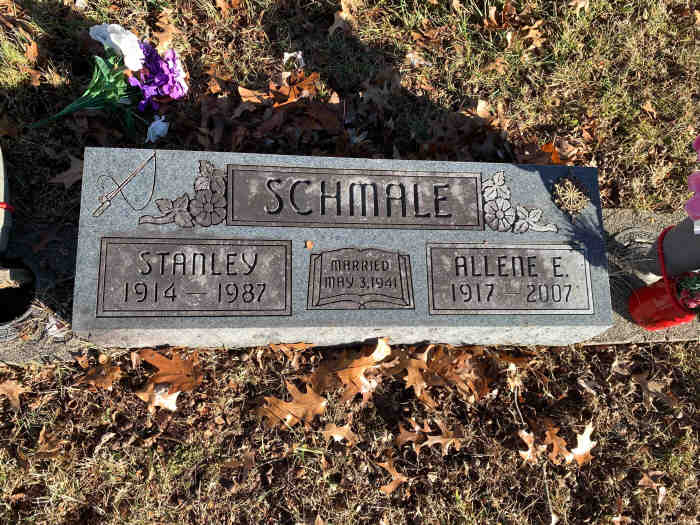 SCHMALE
STANLEY
1914 — 1987
MARRIED
MAY 3, 1941
ALLENE E.
1917 — 2007